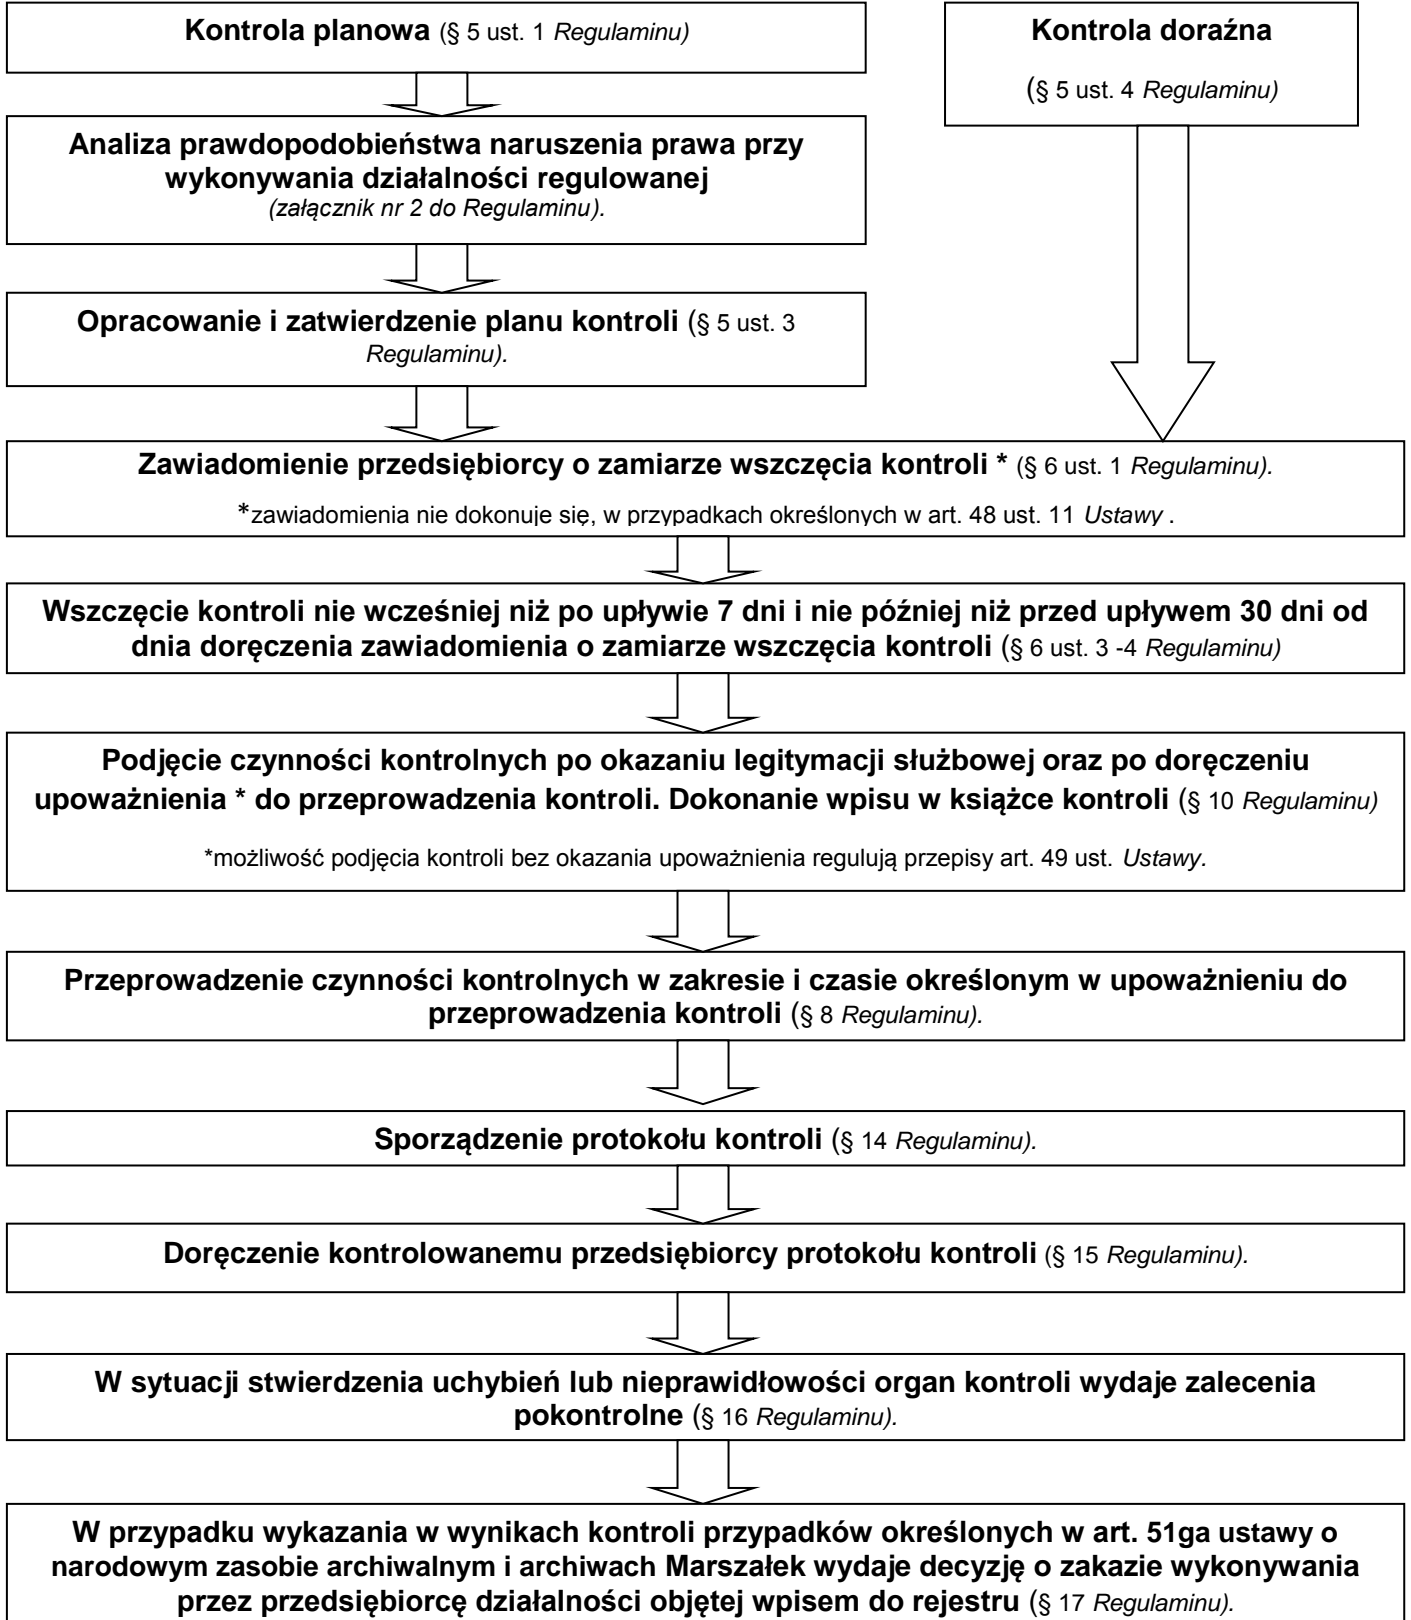 Kontrola planowa (§ 5 ust. 1 Regulaminu)
Kontrola doraźna
(§ 5 ust. 4 Regulaminu)
Analiza prawdopodobieństwa naruszenia prawa przy
wykonywania działalności regulowanej
(załącznik nr 2 do Regulaminu).
Opracowanie i zatwierdzenie planu kontroli (§ 5 ust. 3
Regulaminu).
Zawiadomienie przedsiębiorcy o zamiarze wszczęcia kontroli * (§ 6 ust. 1 Regulaminu).
*zawiadomienia nie dokonuje się, w przypadkach określonych w art. 48 ust. 11 Ustawy .
Wszczęcie kontroli nie wcześniej niż po upływie 7 dni i nie później niż przed upływem 30 dni od
dnia doręczenia zawiadomienia o zamiarze wszczęcia kontroli (§ 6 ust. 3 -4 Regulaminu)
Podjęcie czynności kontrolnych po okazaniu legitymacji służbowej oraz po doręczeniu
upoważnienia * do przeprowadzenia kontroli. Dokonanie wpisu w książce kontroli (§ 10 Regulaminu)
*możliwość podjęcia kontroli bez okazania upoważnienia regulują przepisy art. 49 ust. Ustawy.
Przeprowadzenie czynności kontrolnych w zakresie i czasie określonym w upoważnieniu do
przeprowadzenia kontroli (§ 8 Regulaminu).
Sporządzenie protokołu kontroli (§ 14 Regulaminu).
Doręczenie kontrolowanemu przedsiębiorcy protokołu kontroli (§ 15 Regulaminu).
W sytuacji stwierdzenia uchybień lub nieprawidłowości organ kontroli wydaje zalecenia
pokontrolne (§ 16 Regulaminu).
W przypadku wykazania w wynikach kontroli przypadków określonych w art. 51ga ustawy o
narodowym zasobie archiwalnym i archiwach Marszałek wydaje decyzję o zakazie wykonywania
przez przedsiębiorcę działalności objętej wpisem do rejestru (§ 17 Regulaminu).